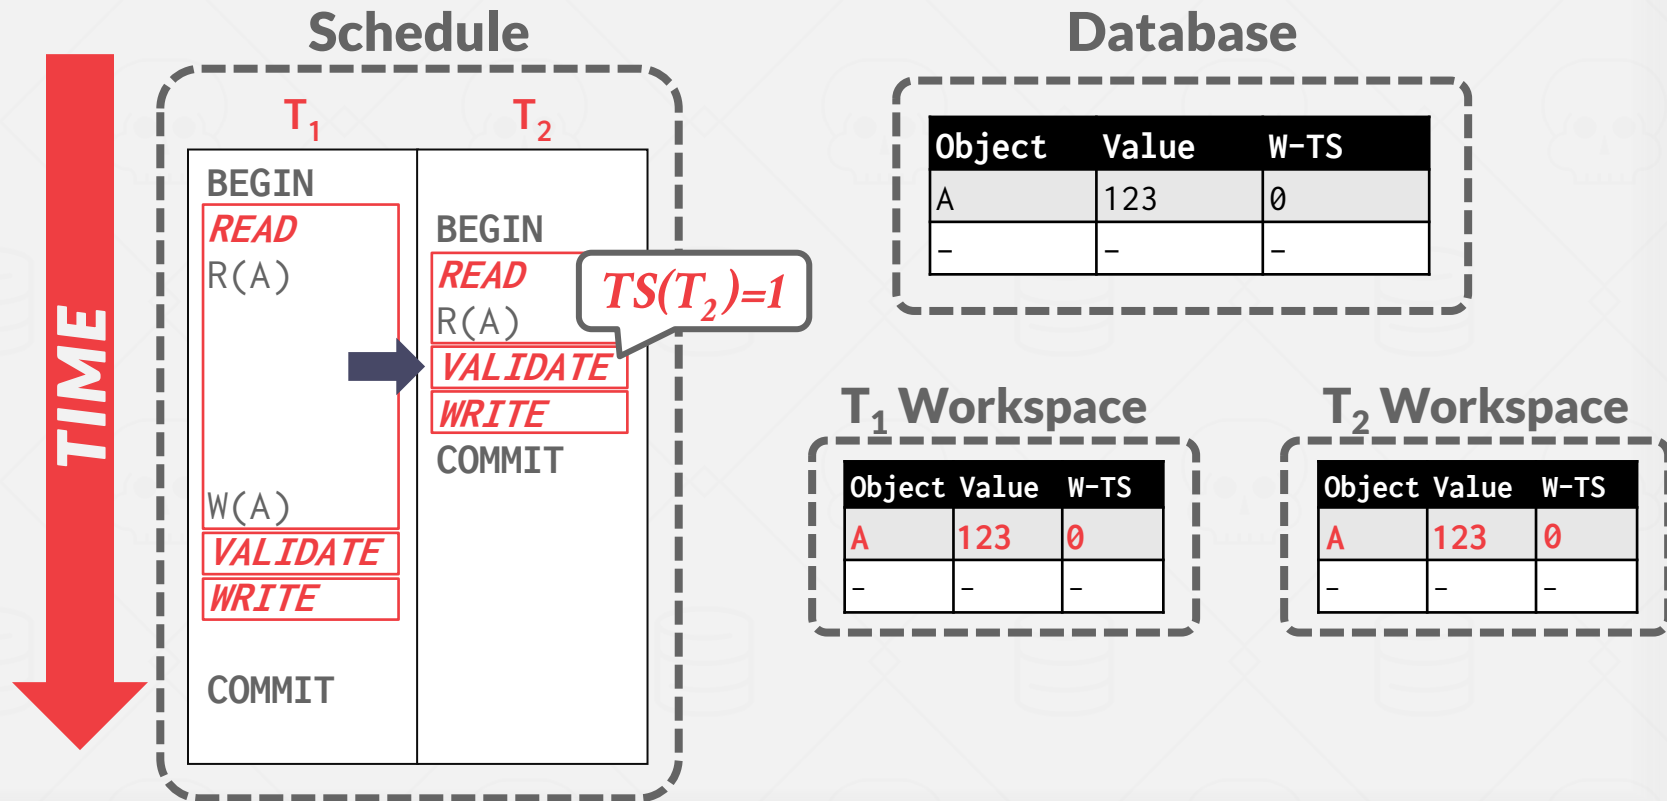 Schedule
Database
TIME
T1 T2
BEGIN
READ
R(A)
W(A)
VALIDATE
WRITE
COMMIT
BEGIN
READ
R(A)
VALIDATE
WRITE
COMMIT
TS(T2)=1
Object Value W-TS
A 123 0
- - -
T1 Workspace
Object Value W-TS
A 123 0
- - -
T2 Workspace
Object Value W-TS
A 123 0
- - -